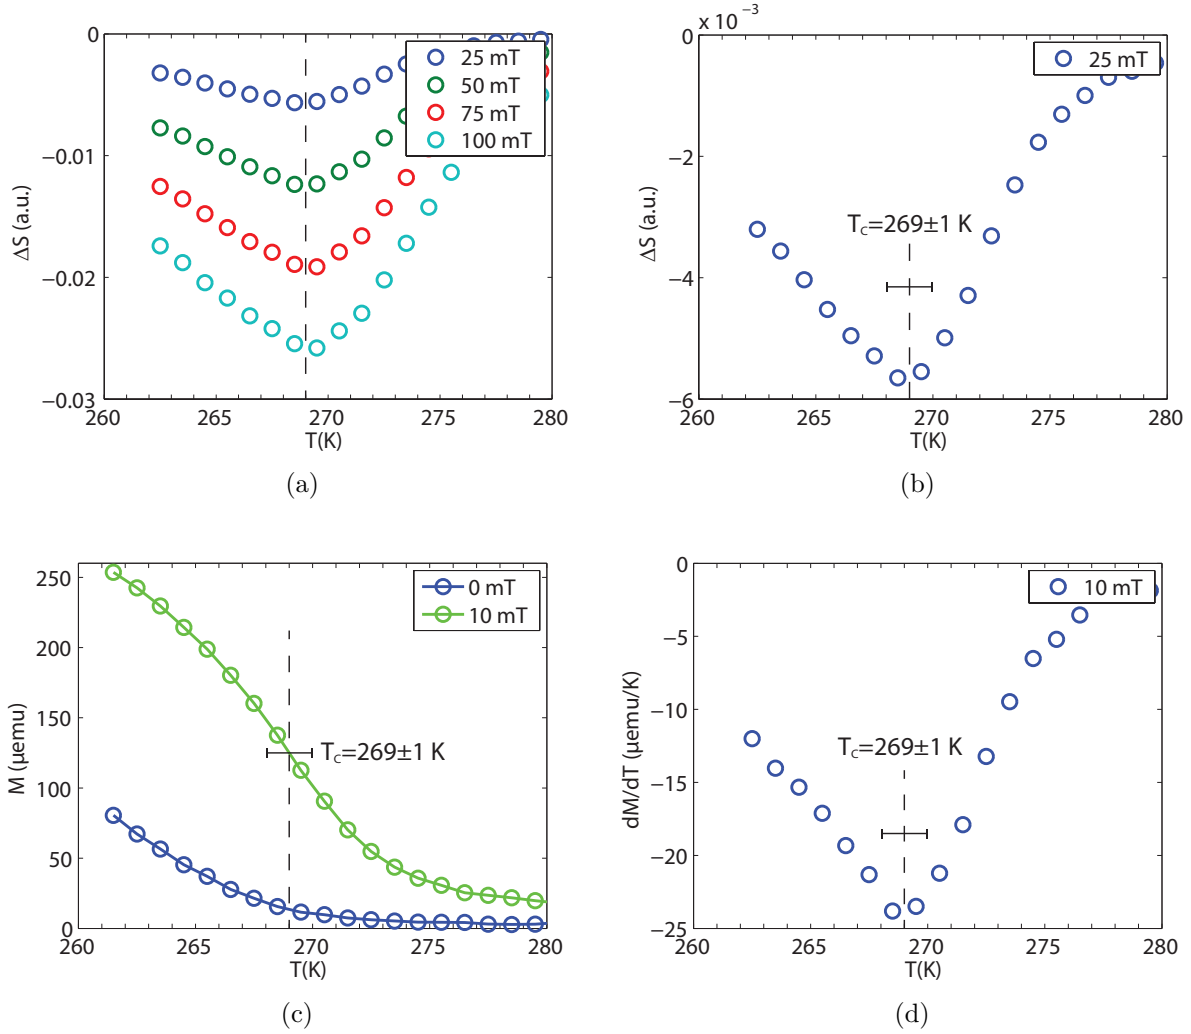 0
−0.01
−0.02
−0.03
ΔS (a.u.)
25 mT
50 mT
75 mT
100 mT
260 265 270 275 280
T(K)
(a)
x 10 −3
0
−2
−4
−6
ΔS (a.u.)
25 mT
Tc=269±1 K
260 265 270 275 280
T(K)
(b)
250
200
150
100
50
0
M (µemu)
0 mT
10 mT
Tc=269±1 K
260 265 270 275 280
T(K)
(c)
0
−5
−10
−15
−20
−25
dM/dT (µemu/K)
10 mT
Tc=269±1 K
260 265 270 275 280
T(K)
(d)